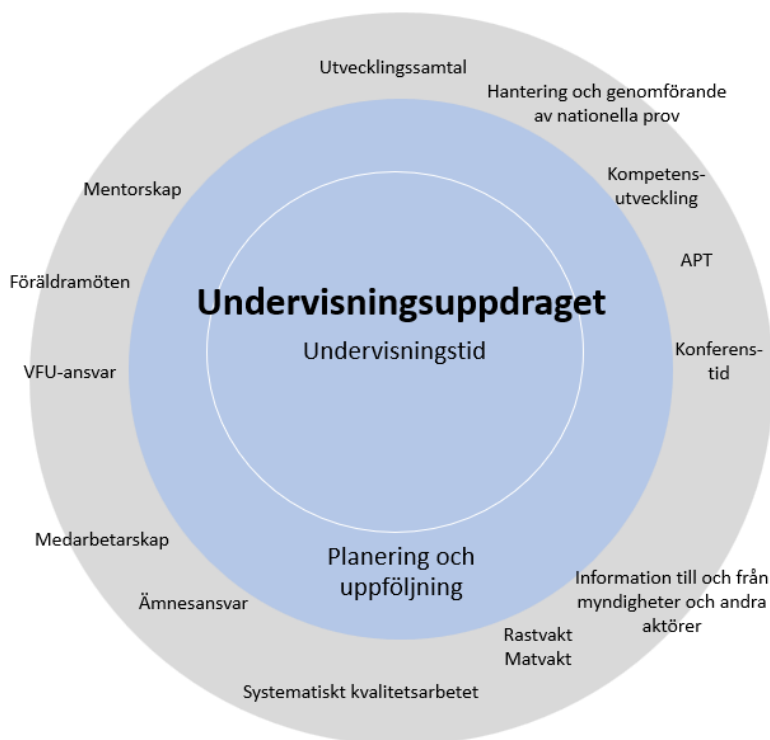 Utvecklingssamtal
Hantering och genomförande
av nationella prov
Kompetens-
utveckling
Mentorskap
APT
Föräldramöten
Undervisningsuppdraget
Undervisningstid
Konferens-
tid
VFU-ansvar
Medarbetarskap
Planering och
uppföljning
Information till och från
myndigheter och andra
aktörer
Ämnesansvar
Rastvakt
Matvakt
Systematiskt kvalitetsarbetet